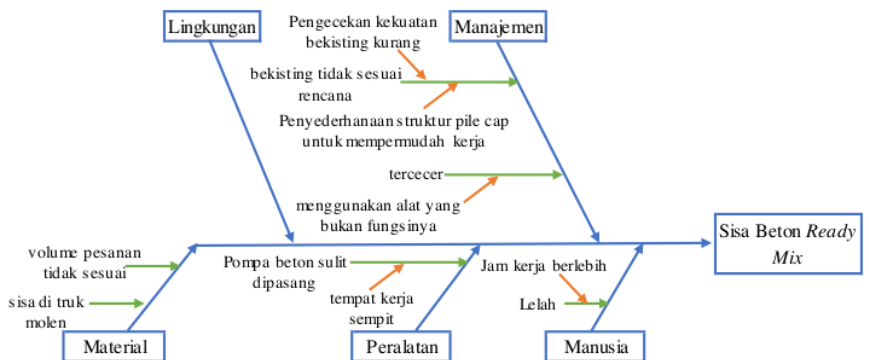 Lingkungan
Pengecekan kekuatan
bekisting kurang
Manajemen
bekisting tidak sesuai
rencana
Penyederhanaan struktur pile cap
untuk mempermudah kerja
tercecer
menggunakan alat yang
bukan fungsinya
Sisa Beton Ready
Mix
volume pesanan
tidak sesuai
sisa di truk
molen
Pompa beton sulit
dipasang
tempat kerja
sempit
Jam kerja berlebih
Lelah
Material
Peralatan
Manusia